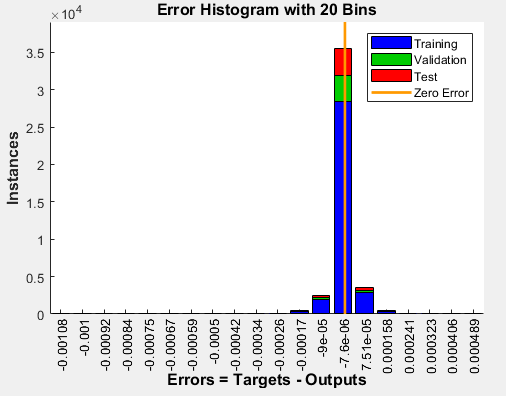 Error Histogram with 20 Bins
×10^4
3.5
3
2.5
2
1.5
1
0.5
0
Instances
Training
Validation
Test
Zero Error
-0.00108
-0.001
-0.00092
-0.00084
-0.00075
-0.00067
-0.00059
-0.0005
-0.00042
-0.00034
-0.00026
-0.00017
-9e-05
-7.6e-06
7.51e-05
0.000158
0.000241
0.000323
0.000406
0.000489
Errors = Targets - Outputs